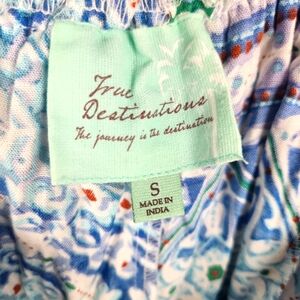 True
Destinations
The journey is the destination
S
MADE IN
INDIA